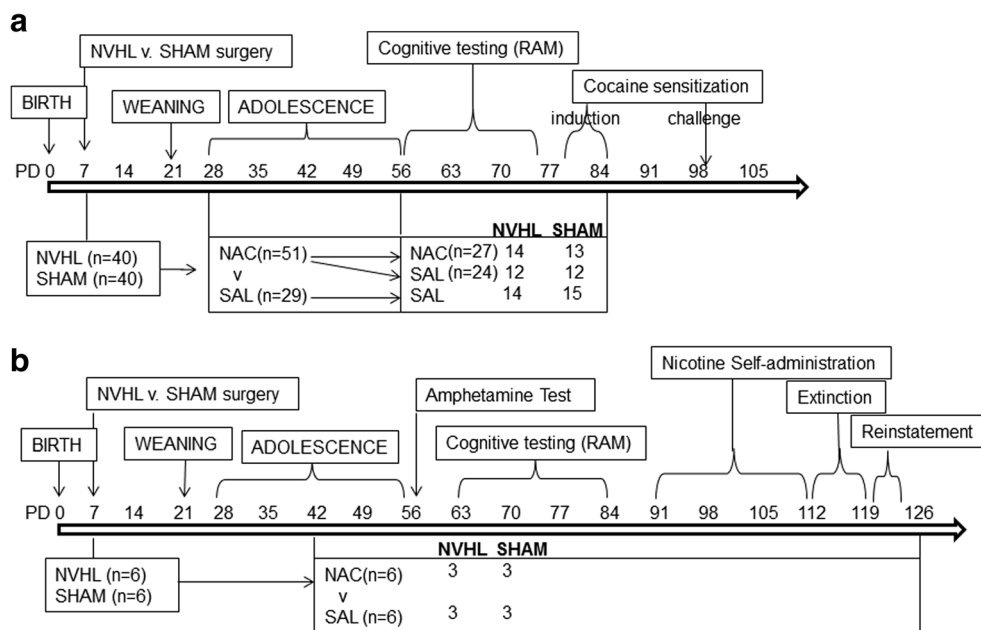 a
NVHL v. SHAM surgery
Cognitive testing (RAM)
Cocaine sensitization
BIRTH
WEANING
ADOLESCENCE
induction
challenge
PD 0 7 14 21 28 35 42 49 56 63 70 77 84 91 98 105
NVHL SHAM
NVHL (n=40)
SHAM (n=40)
NAC(n=51)
v
SAL (n=29)
NAC(n=27) 14 13
SAL (n=24) 12 12
SAL 14 15
b
NVHL v. SHAM surgery
Amphetamine Test
Nicotine Self-administration
Extinction
Reinstatement
BIRTH
WEANING
ADOLESCENCE
Cognitive testing (RAM)
PD 0 7 14 21 28 35 42 49 56 63 70 77 84 91 98 105 112 119 126
NVHL SHAM
NVHL (n=6)
SHAM (n=6)
NAC(n=6) 3 3
v
SAL (n=6) 3 3